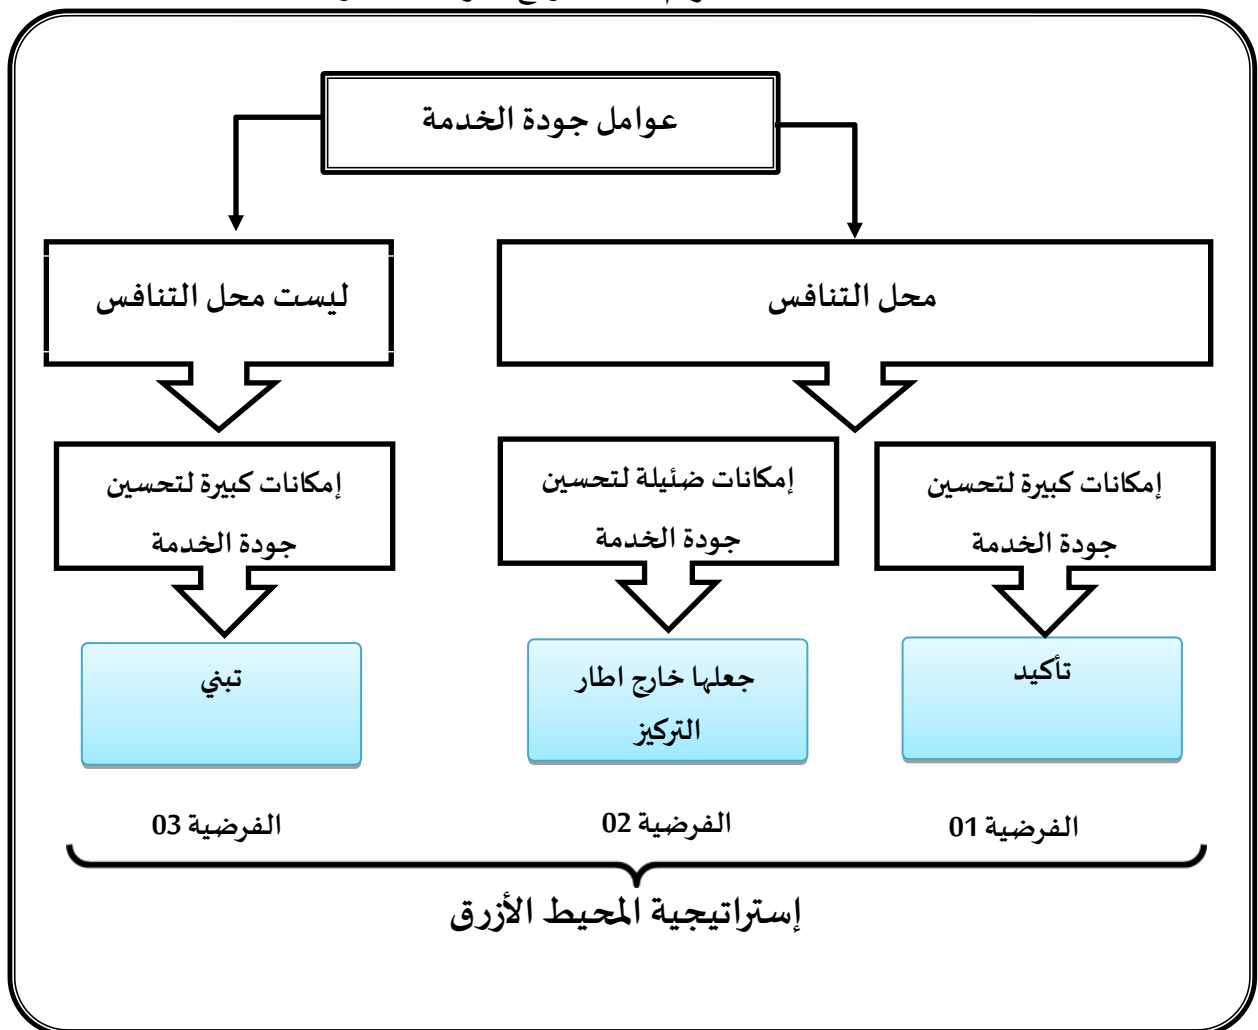 عوامل جودة الخدمة
محل التنافس
ليست محل التنافس
إمكانات كبيرة لتحسين
جودة الخدمة
إمكانات ضئيلة لتحسين
جودة الخدمة
إمكانات كبيرة لتحسين
جودة الخدمة
تأكيد
جعلها خارج اطار
التركيز
تبني
الفرضية 01
الفرضية 02
الفرضية 03
إستراتيجية المحيط الأزرق